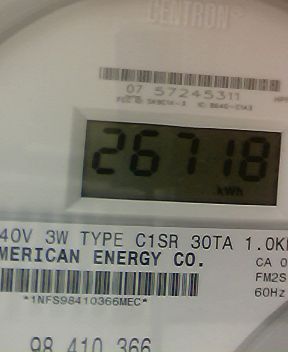 CENTRON®
07 57245311
26718
kWh
40V 3W TYPE C1SR 30TA 1.0K
MERICAN ENERGY CO.
CA 0
FM2S
*1NFS98410366MEC*
60Hz
98 410 366